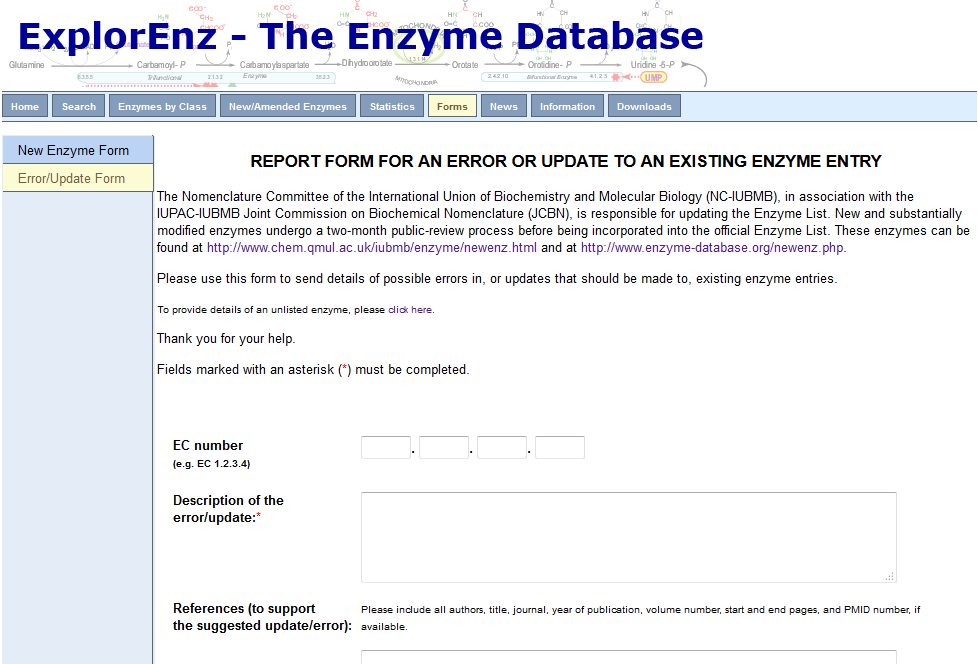 ExplorEnz - The Enzyme Database
Glutamine Carbamoyl- P Carbamoylaspartate Dihydroorotate Orotate Orotidine- P Uridine -5-P
6.3.5.5 Trifunctional 2.1.3.2 Enzyme 3.5.2.3 MITOCHONDRIA 2.4.2.10 Bifunctional Enzyme 4.1.2.3 UMP
Home Search Enzymes by Class New/Amended Enzymes Statistics Forms News Information Downloads
New Enzyme Form
Error/Update Form
REPORT FORM FOR AN ERROR OR UPDATE TO AN EXISTING ENZYME ENTRY
The Nomenclature Committee of the International Union of Biochemistry and Molecular Biology (NC-IUBMB), in association with the
IUPAC-IUBMB Joint Commission on Biochemical Nomenclature (JCBN), is responsible for updating the Enzyme List. New and substantially
modified enzymes undergo a two-month public-review process before being incorporated into the official Enzyme List. These enzymes can be
found at http://www.chem.qmul.ac.uk/iubmb/enzyme/newenz.html and at http://www.enzyme-database.org/newenz.php.
Please use this form to send details of possible errors in, or updates that should be made to, existing enzyme entries.
To provide details of an unlisted enzyme, please click here.
Thank you for your help.
Fields marked with an asterisk (*) must be completed.
EC number
(e.g. EC 1.2.3.4)
. . .
Description of the
error/update:*
References (to support
the suggested update/error):
Please include all authors, title, journal, year of publication, volume number, start and end pages, and PMID number, if
available.